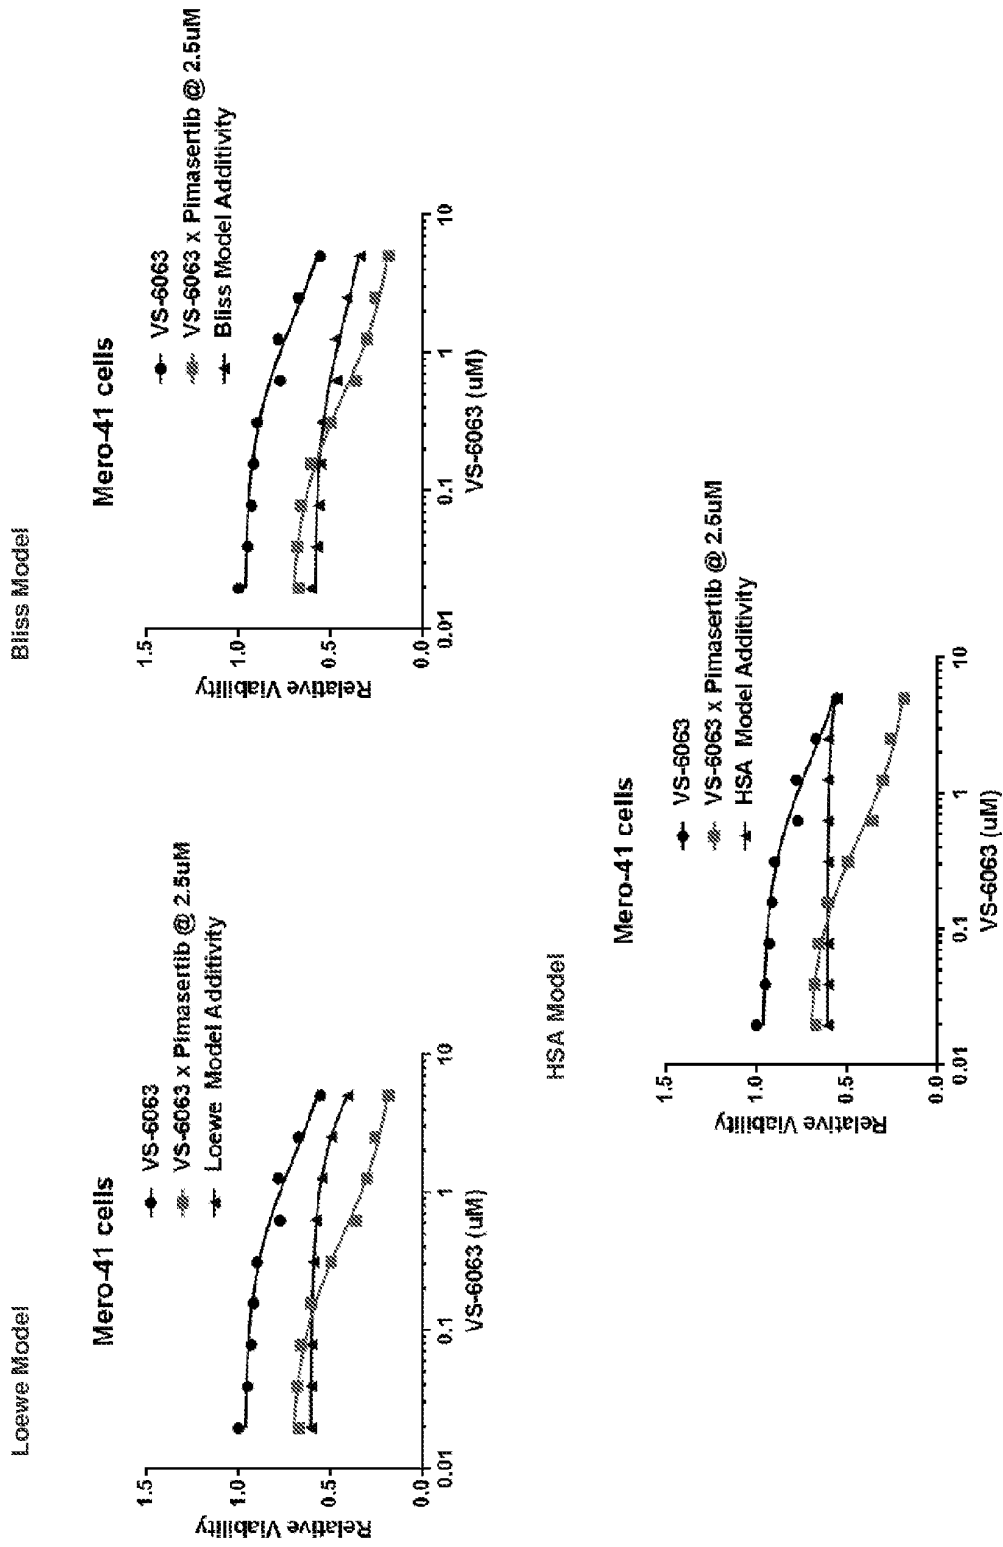 Loewe Model
Mero-41 cells
VS-6063
VS-6063 x Pimasertib @ 2.5uM
Loewe Model Additivity
Relative Viability
1.5
1.0
0.5
0.0
0.01
0.1
1
10
VS-6063 (uM)
Bliss Model
Mero-41 cells
VS-6063
VS-6063 x Pimasertib @ 2.5uM
Bliss Model Additivity
Relative Viability
1.5
1.0
0.5
0.0
0.01
0.1
1
10
VS-6063 (uM)
HSA Model
Mero-41 cells
VS-6063
VS-6063 x Pimasertib @ 2.5uM
HSA Model Additivity
Relative Viability
1.5
1.0
0.5
0.0
0.01
0.1
1
10
VS-6063 (uM)